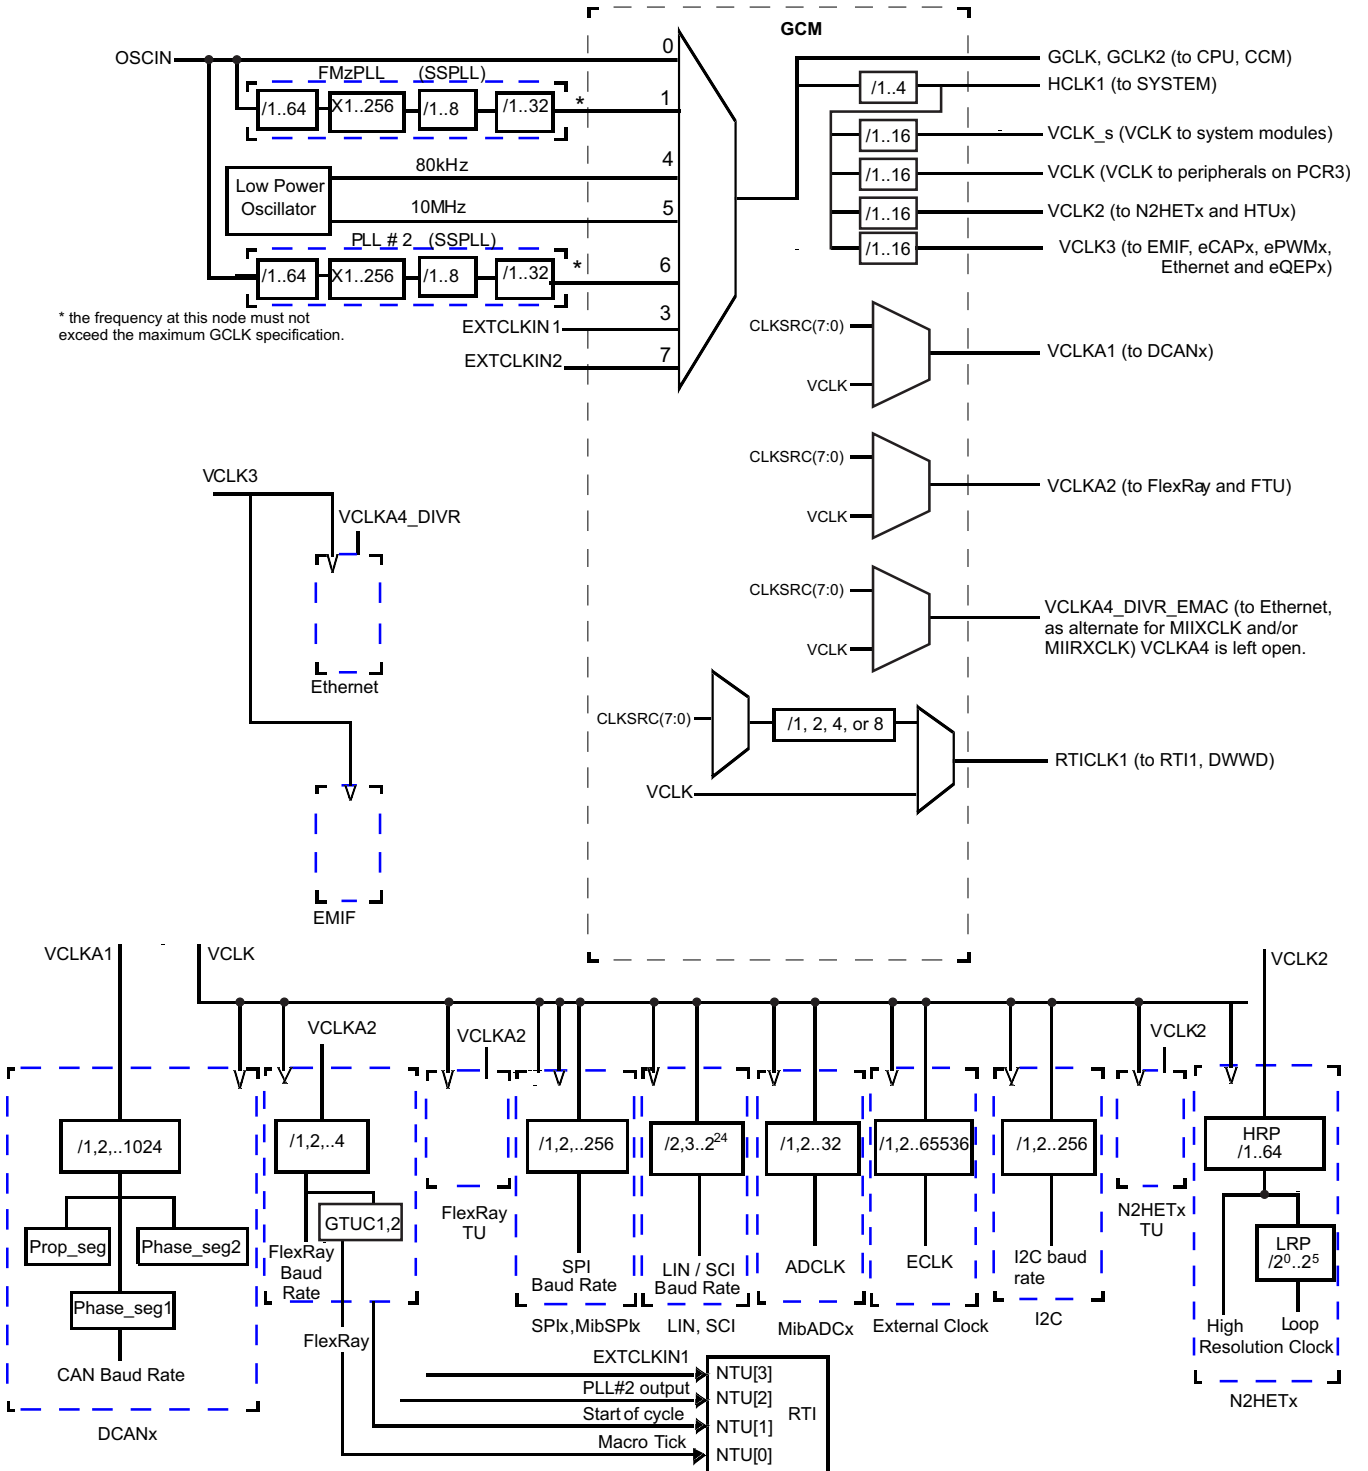 GCM
OSCIN
FMzPLL (SSPLL)
/1..64
X1..256
/1..8
/1..32
*
0
1
4
5
6
3
7
80kHz
Low Power
Oscillator
10MHz
PLL # 2 (SSPLL)
/1..64
X1..256
/1..8
/1..32
*
* the frequency at this node must not
exceed the maximum GCLK specification.
EXTCLKIN1
EXTCLKIN2
GCLK, GCLK2 (to CPU, CCM)
/1..4
HCLK1 (to SYSTEM)
/1..16
VCLK_s (VCLK to system modules)
/1..16
VCLK (VCLK to peripherals on PCR3)
/1..16
VCLK2 (to N2HETx and HTUx)
/1..16
VCLK3 (to EMIF, eCAPx, ePWMx,
Ethernet and eQEPx)
CLKSRC(7:0)
VCLK
VCLKA1 (to DCANx)
CLKSRC(7:0)
VCLK
VCLKA2 (to FlexRay and FTU)
CLKSRC(7:0)
VCLK
VCLKA4_DIVR_EMAC (to Ethernet,
as alternate for MIIXCLK and/or
MIIRXCLK) VCLKA4 is left open.
CLKSRC(7:0)
/1, 2, 4, or 8
VCLK
RTICLK1 (to RTI1, DWWD)
VCLK3
VCLKA4_DIVR
Ethernet
EMIF
VCLKA1
VCLK
VCLK2
VCLKA2
VCLKA2
VCLK2
/1,2,..1024
/1,2,..4
/1,2..256
/2,3..2²⁴
/1,2..32
/1,2..65536
/1,2..256
HRP
/1..64
Prop_seg
Phase_seg2
Phase_seg1
CAN Baud Rate
DCANx
GTUC1,2
FlexRay
Baud
Rate
FlexRay
FlexRay
TU
SPI
Baud Rate
SPIx,MibSPIx
LIN / SCI
Baud Rate
LIN, SCI
ADCLK
MibADCx
ECLK
External Clock
I2C baud
rate
I2C
N2HETx
TU
LRP
/2⁰..2⁵
High
Loop
Resolution Clock
N2HETx
EXTCLKIN1
NTU[3]
PLL#2 output
NTU[2]
Start of cycle
NTU[1]
Macro Tick
NTU[0]
RTI